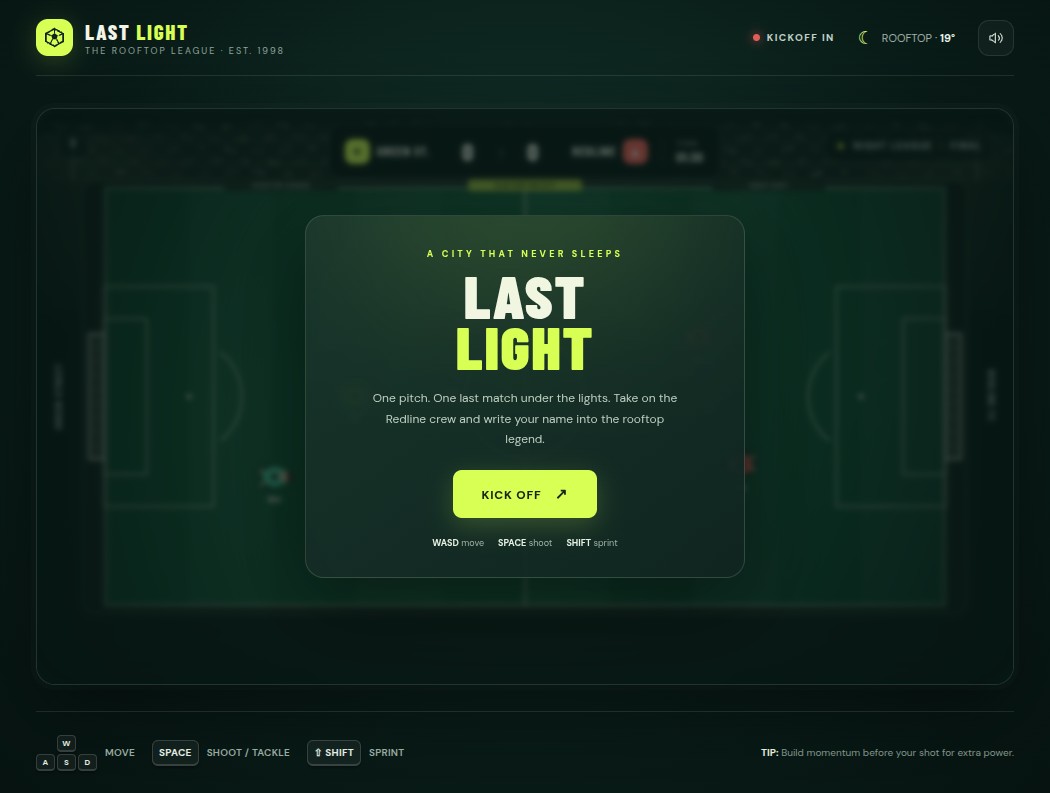 LAST LIGHT
THE ROOFTOP LEAGUE · EST. 1998
KICKOFF IN
ROOFTOP · 19°
A CITY THAT NEVER SLEEPS
LAST
LIGHT
One pitch. One last match under the lights. Take on the
Redline crew and write your name into the rooftop
legend.
KICK OFF ↗
WASD move SPACE shoot SHIFT sprint
W
A S D MOVE
SPACE SHOOT / TACKLE
⇧ SHIFT SPRINT
TIP: Build momentum before your shot for extra power.